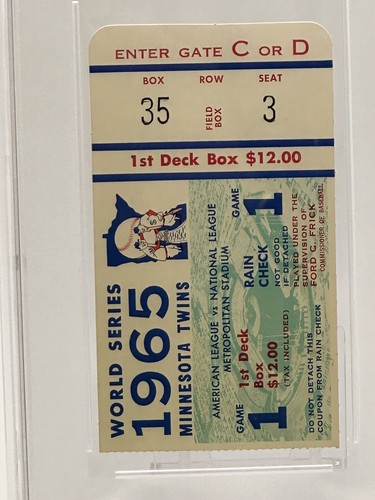 ENTER GATE C OR D
BOX ROW SEAT
35 FIELD BOX 3
1st Deck Box $12.00
WORLD SERIES
1965
MINNESOTA TWINS
AMERICAN LEAGUE vs NATIONAL LEAGUE
METROPOLITAN STADIUM
GAME 1
1st Deck
Box
$12.00
(TAX INCLUDED)
GAME 1
RAIN
CHECK
NOT GOOD
IF DETACHED
PLAYED UNDER THE
SUPERVISION OF
FORD C. FRICK
COMMISSIONER OF BASEBALL
DO NOT DETACH THIS
COUPON FROM RAIN CHECK